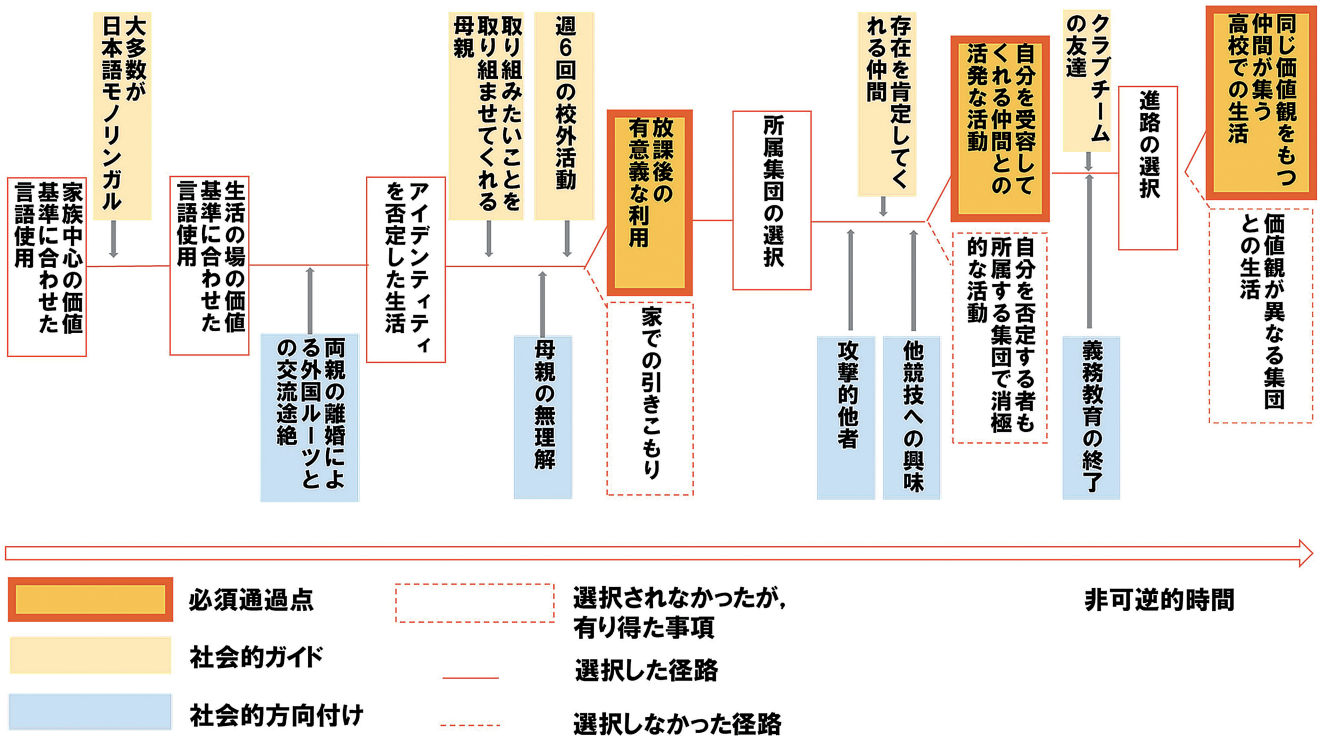 家族中心の価値
基準に合わせた
言語使用
大多数が
日本語モノリンガル
生活の場の価値
基準に合わせた
言語使用
両親の離婚によ
る外国ルーツと
の交流途絶
アイデンティティ
を否定した生活
取り組みたいことを
取り組ませてくれる
母親
週6回の校外活動
母親の無理解
放課後の
有意義な利用
家での引きこもり
所属集団の選択
存在を肯定してく
れる仲間
攻撃的他者
他競技への興味
自分を受容して
くれる仲間との
活発な活動
自分を否定する者も
所属する集団で消極
的な活動
クラブチーム
の友達
義務教育の終了
進路の選択
同じ価値観をもつ
仲間が集う
高校での生活
価値観が異なる集団
との生活
必須通過点
社会的ガイド
社会的方向付け
選択されなかったが,
有り得た事項
選択した径路
選択しなかった径路
非可逆的時間